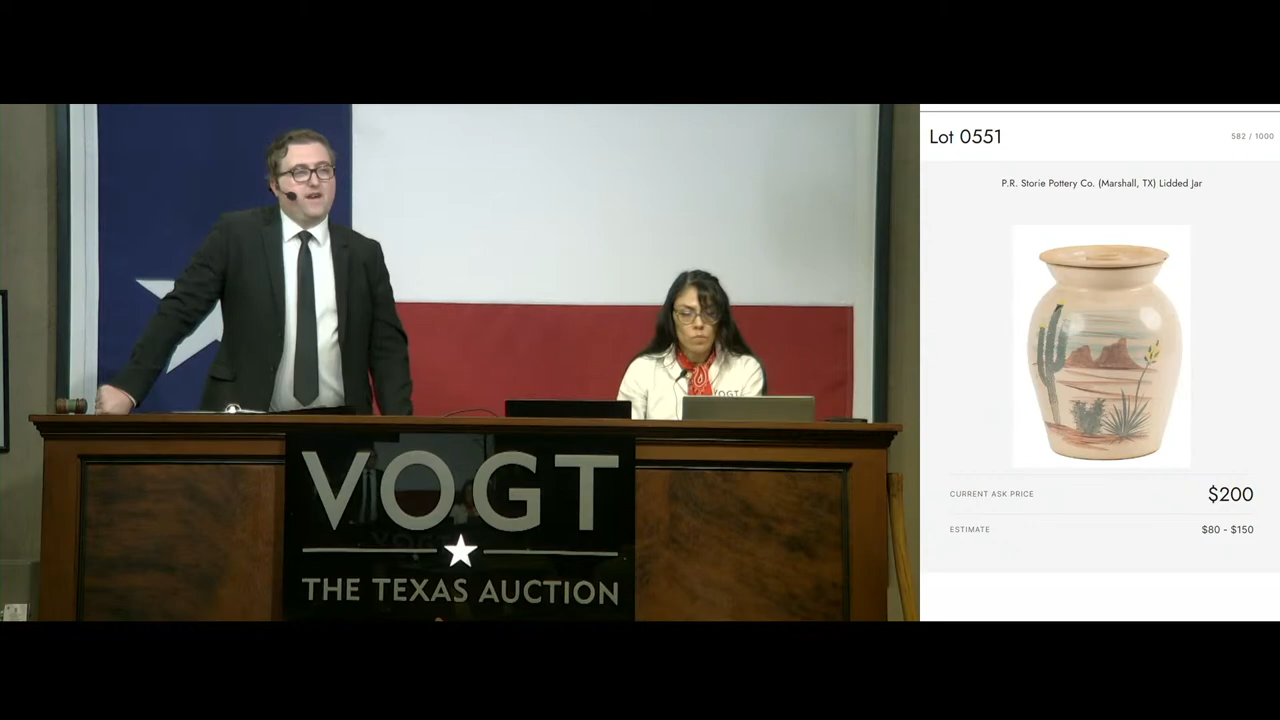 Lot 0551
582 / 1000
P.R. Storie Pottery Co. (Marshall, TX) Lidded Jar
CURRENT ASK PRICE
$200
ESTIMATE
$80 - $150
VOGT
VOGT
THE TEXAS AUCTION